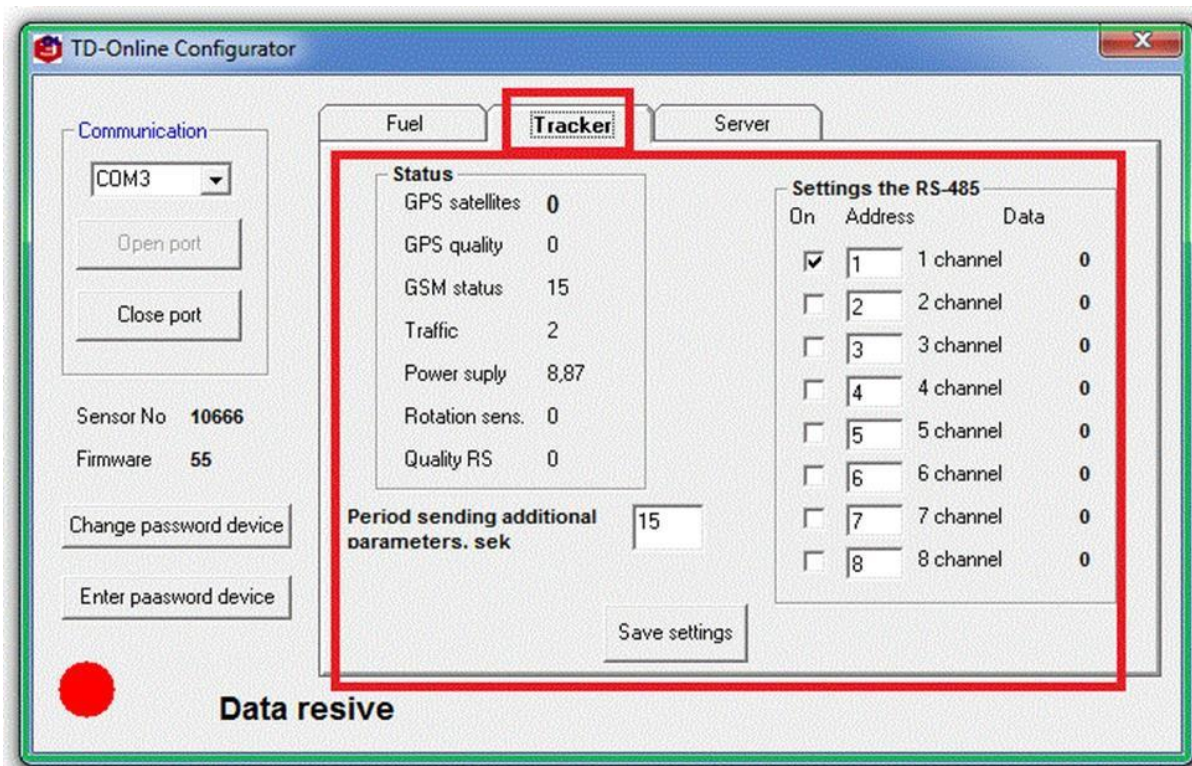 TD-Online Configurator
Communication
COM3
Open port
Close port
Sensor No 10666
Firmware 55
Change password device
Enter paasword device
Data resive
Fuel Tracker Server
Status
GPS satellites 0
GPS quality 0
GSM status 15
Traffic 2
Power suply 8,87
Rotation sens. 0
Quality RS 0
Period sending additional
parameters. sek
15
Save settings
Settings the RS-485
On Address Data
1 1 channel 0
2 2 channel 0
3 3 channel 0
4 4 channel 0
5 5 channel 0
6 6 channel 0
7 7 channel 0
8 8 channel 0